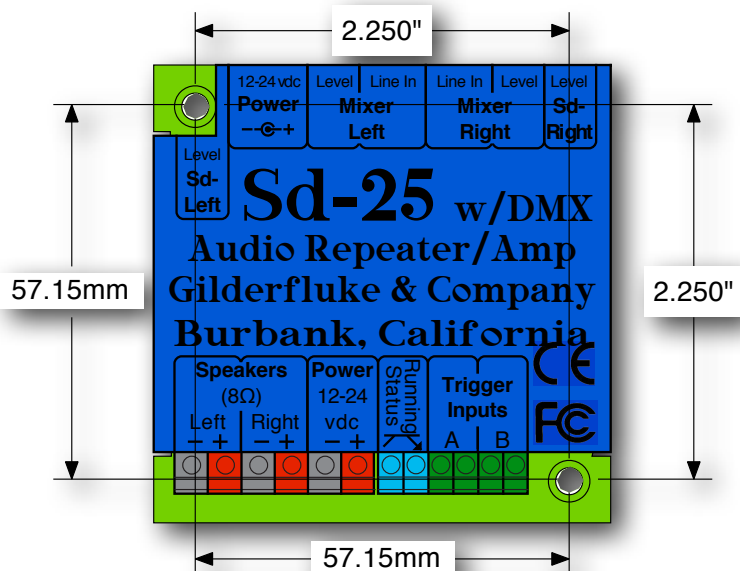 2.250"
12-24 vdc Level Line In Line In Level Level
Power Mixer Mixer Sd-
- + Left Right Right
Level
Sd-
Left
Sd-25 w/DMX
Audio Repeater/Amp
57.15mm
2.250"
Gilderfluke & Company
Burbank, California
CE
Speakers
(8Ω)
Left Right
− + − +
Power
12-24
vdc
− +
Status
Running
Trigger
Inputs
A B
FC
57.15mm